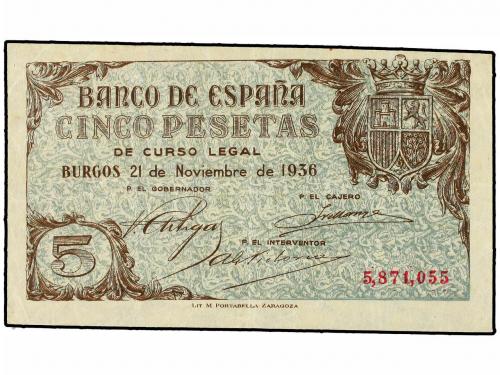 BANCO DE ESPAÑA
CINCO PESETAS
DE CURSO LEGAL
BURGOS 21 de Noviembre de 1936
P. EL GOBERNADOR
P. EL CAJERO
P. EL INTERVENTOR
5
5,871,055
LIT M PORTABELLA-ZARAGOZA